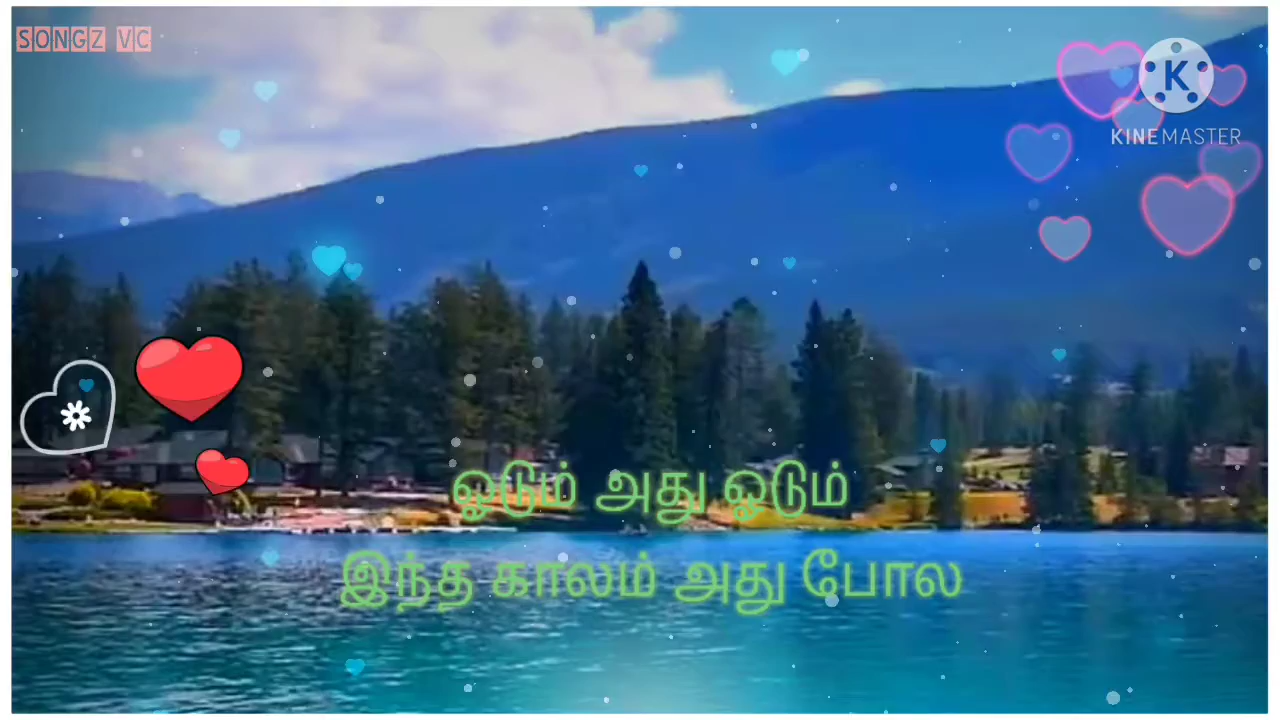 SONGZ VC
K
KINEMASTER
ஓடும் அது ஓடும்
இந்த காலம் அது போல